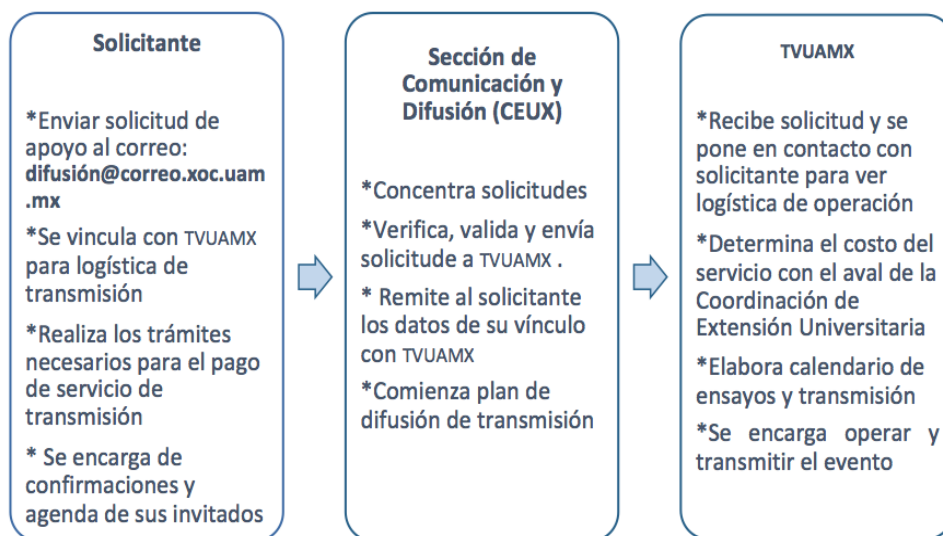 Solicitante
*Enviar solicitud de
apoyo al correo:
difusión@correo.xoc.uam
.mx
*Se vincula con TVUAMX
para logística de
transmisión
*Realiza los trámites
necesarios para el pago
de servicio de
transmisión
* Se encarga de
confirmaciones y
agenda de sus invitados
Sección de
Comunicación y
Difusión (CEUX)
*Concentra solicitudes
*Verifica, valida y envía
solicitude a TVUAMX .
* Remite al solicitante
los datos de su vínculo
con TVUAMX
*Comienza plan de
difusión de transmisión
TVUAMX
*Recibe solicitud y se
pone en contacto con
solicitante para ver
logística de operación
*Determina el costo del
servicio con el aval de la
Coordinación de
Extensión Universitaria
*Elabora calendario de
ensayos y transmisión
*Se encarga operar y
transmitir el evento